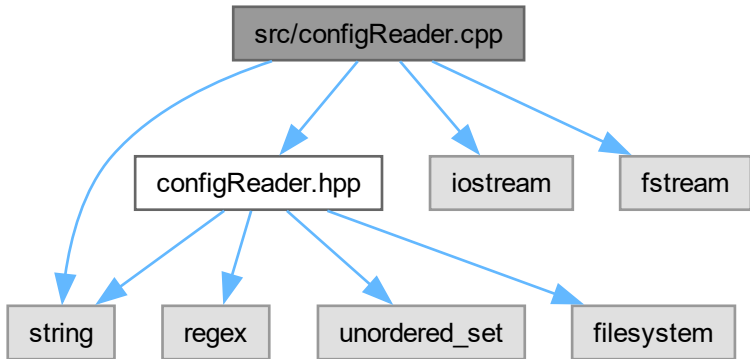 src/configReader.cpp
configReader.hpp
iostream
fstream
string
regex
unordered_set
filesystem